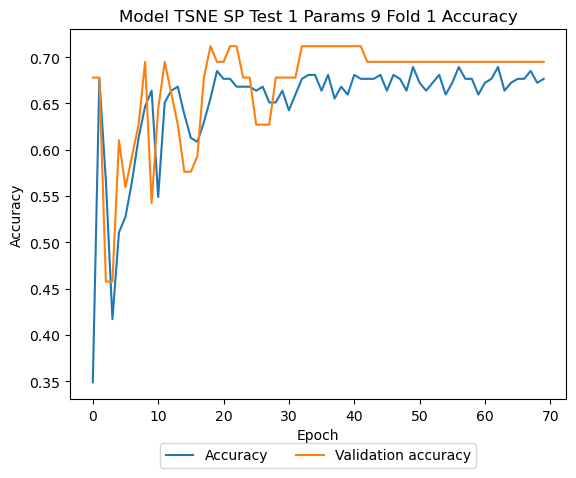 Model TSNE SP Test 1 Params 9 Fold 1 Accuracy
Accuracy
0.70
0.65
0.60
0.55
0.50
0.45
0.40
0.35
0 10 20 30 40 50 60 70
Epoch
Accuracy Validation accuracy